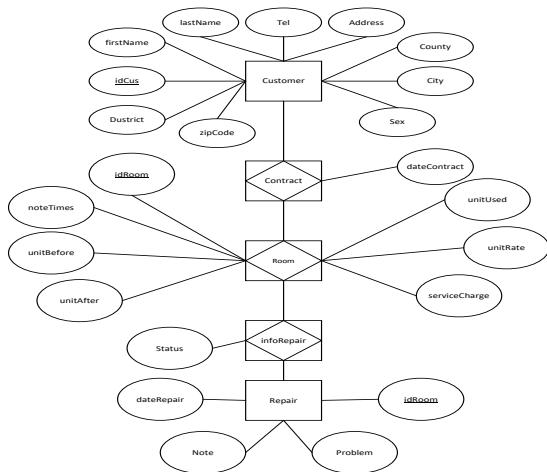 lastName
Tel
Address
firstName
County
Customer
idCus
City
Dustrict
zipCode
Sex
idRoom
Contract
dateContract
noteTimes
unitUsed
unitBefore
Room
unitRate
unitAfter
serviceCharge
Status
infoRepair
dateRepair
Repair
idRoom
Note
Problem